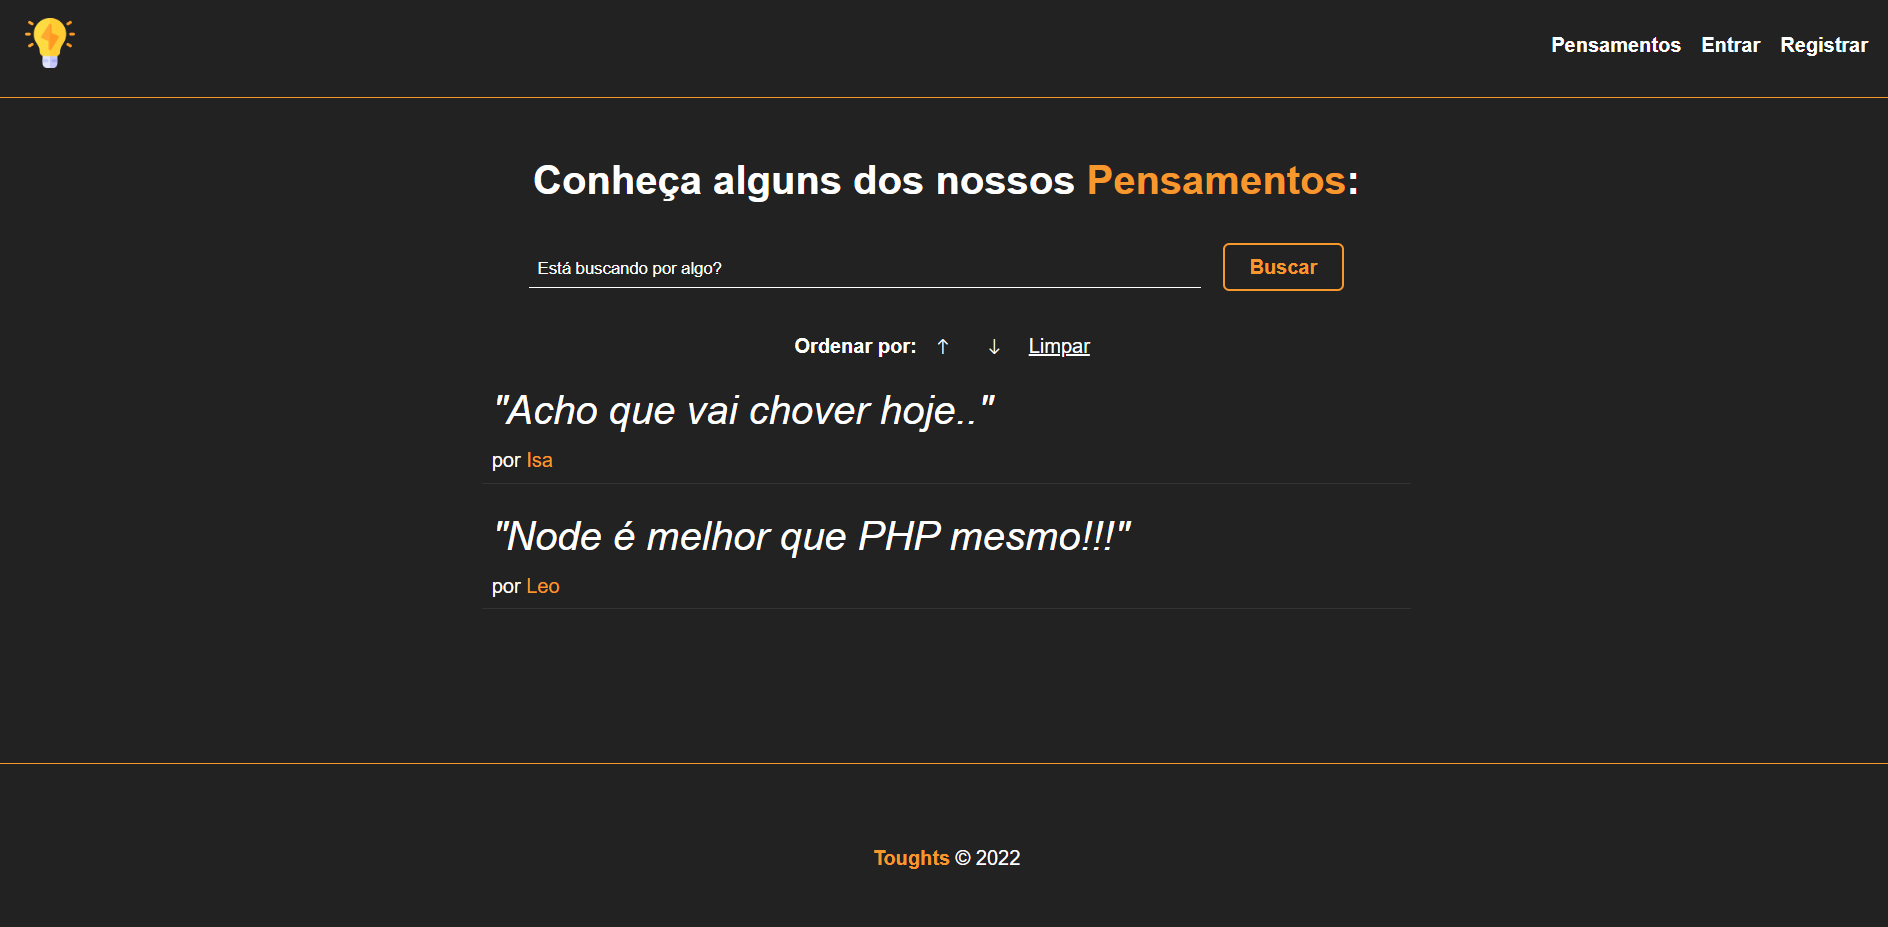 Pensamentos Entrar Registrar
Conheça alguns dos nossos Pensamentos:
Está buscando por algo? Buscar
Ordenar por: ↑ ↓ Limpar
"Acho que vai chover hoje.."
por Isa
"Node é melhor que PHP mesmo!!!"
por Leo
Toughts © 2022